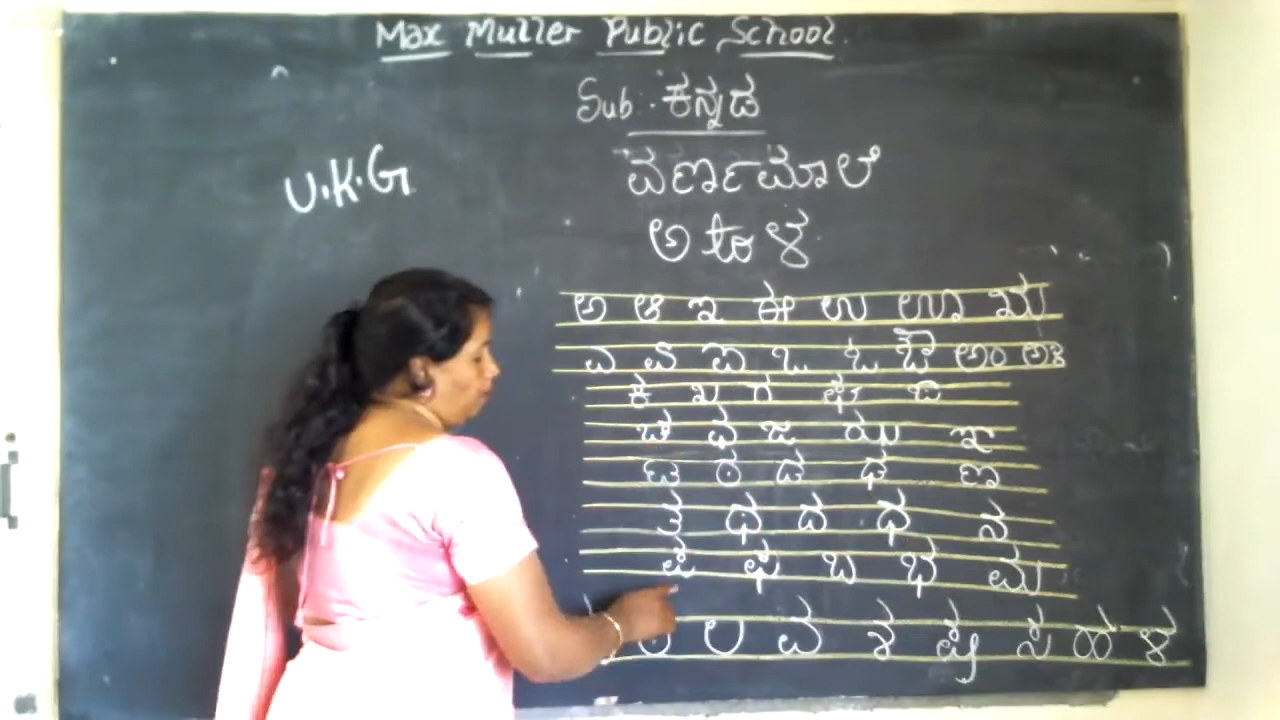 Max Muller Public School.
Sub:- ಕನ್ನಡ
U.K.G
ವರ್ಣಮಾಲೆ
ಅ ಳ
ಅ ಆ ಇ ಈ ಉ ಊ ಋ
ಎ ಏ ಐ ಒ ಓ ಔ ಅಂ ಅಃ
ಕ ಖ ಗ ಘ ಙ
ಚ ಛ ಜ ಝ ಞ
ಟ ಠ ಡ ಢ ಣ
ತ ಥ ದ ಧ ನ
ಪ ಫ ಬ ಭ ಮ
ಲ ವ ಶ ಷ ಸ ಹ ಳ